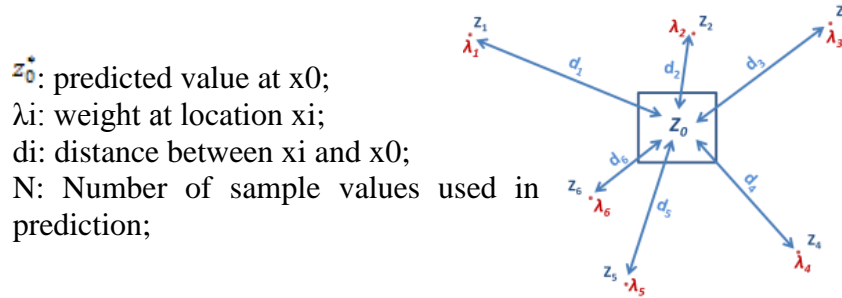 z₀*: predicted value at x0;
λi: weight at location xi;
di: distance between xi and x0;
N: Number of sample values used in
prediction;
Z₁
λ₁
λ₂ Z₂
Z
λ₃
d₁
d₂
d₃
Z₀
d₆
d₄
Z₆
λ₆
d₅
Z₄
λ₄
Z₅
λ₅